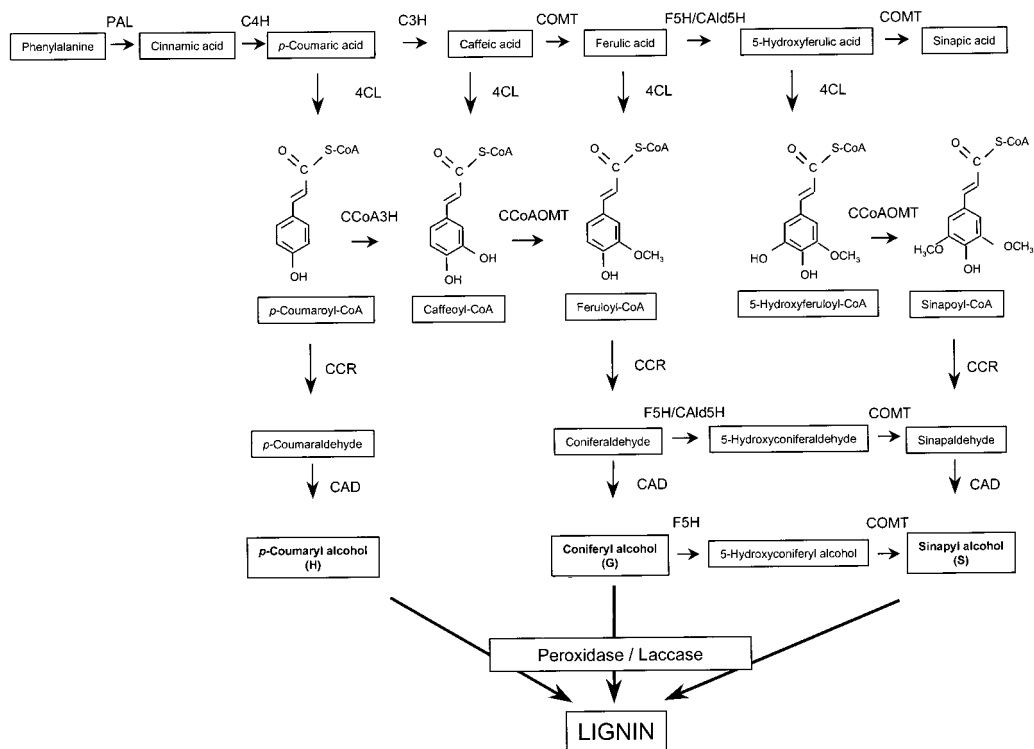 PAL C4H C3H COMT F5H/CAld5H COMT
Phenylalanine Cinnamic acid p-Coumaric acid Caffeic acid Ferulic acid 5-Hydroxyferulic acid Sinapic acid
4CL 4CL 4CL 4CL
O S-CoA O S-CoA O S-CoA O S-CoA O S-CoA
C C C C C
CCoA3H CCoAOMT CCoAOMT
OH OH OCH3 HO OCH3 H3CO OCH3
OH OH OH OH
p-Coumaroyl-CoA Caffeoyl-CoA Feruloyl-CoA 5-Hydroxyferuloyl-CoA Sinapoyl-CoA
CCR CCR CCR
F5H/CAld5H COMT
p-Coumaraldehyde Coniferaldehyde 5-Hydroxyconiferaldehyde Sinapaldehyde
CAD CAD CAD
F5H COMT
p-Coumaryl alcohol Coniferyl alcohol 5-Hydroxyconiferyl alcohol Sinapyl alcohol
(H) (G) (S)
Peroxidase / Laccase
LIGNIN